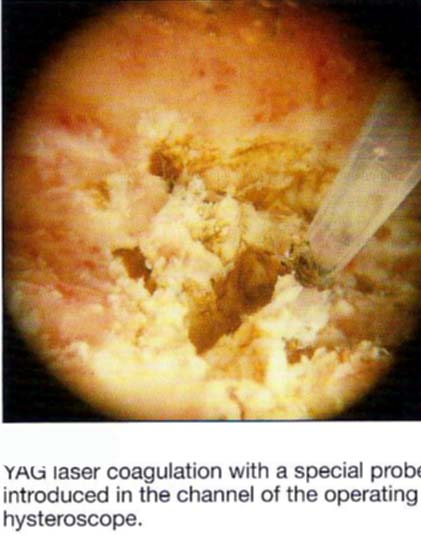 YAG laser coagulation with a special probe
introduced in the channel of the operating
hysteroscope.